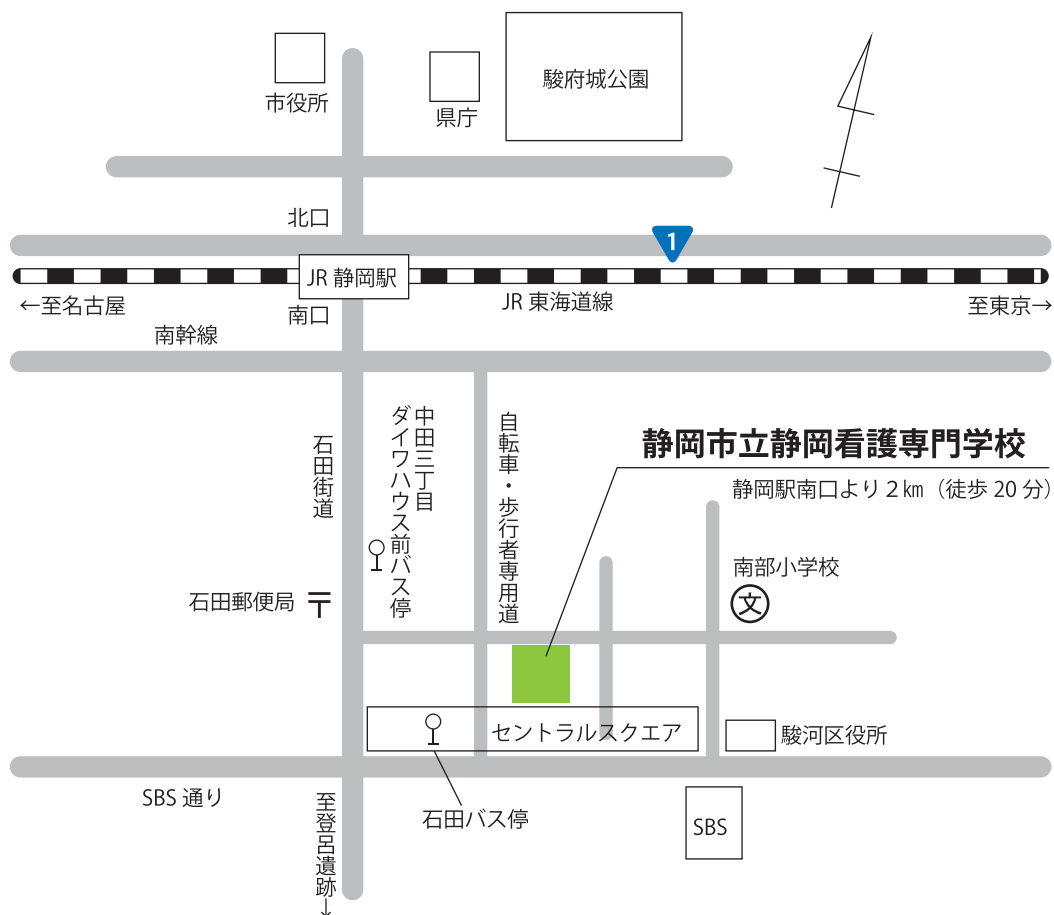 駿府城公園
市役所
県庁
北口
1
JR 静岡駅
←至名古屋
南口
JR 東海道線
至東京→
南幹線
中田三丁目
ダイワハウス前バス停
自転車・歩行者専用道
石田街道
静岡市立静岡看護専門学校
静岡駅南口より2㎞（徒歩 20 分）
南部小学校
文
石田郵便局 〒
セントラルスクエア
駿河区役所
SBS 通り
石田バス停
SBS
至登呂遺跡→